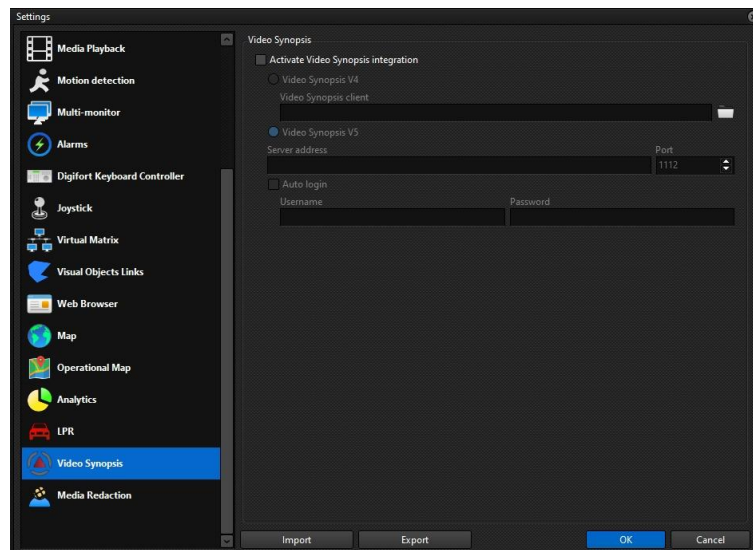 Settings
Media Playback
Motion detection
Multi-monitor
Alarms
Digifort Keyboard Controller
Joystick
Virtual Matrix
Visual Objects Links
Web Browser
Map
Operational Map
Analytics
LPR
Video Synopsis
Media Redaction
Video Synopsis
Activate Video Synopsis integration
Video Synopsis V4
Video Synopsis client
Video Synopsis V5
Server address Port
1112
Auto login
Username Password
Import Export OK Cancel